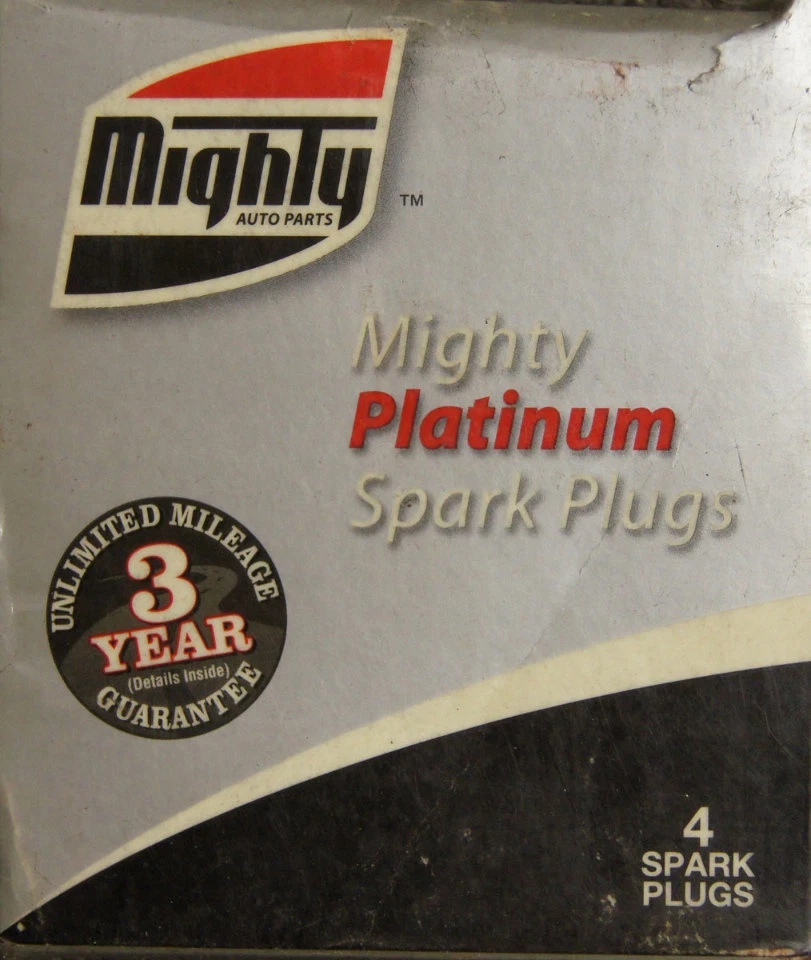 Mighty
AUTO PARTS
TM
Mighty
Platinum
Spark Plugs
UNLIMITED MILEAGE
3
YEAR
(Details Inside)
GUARANTEE
4
SPARK
PLUGS